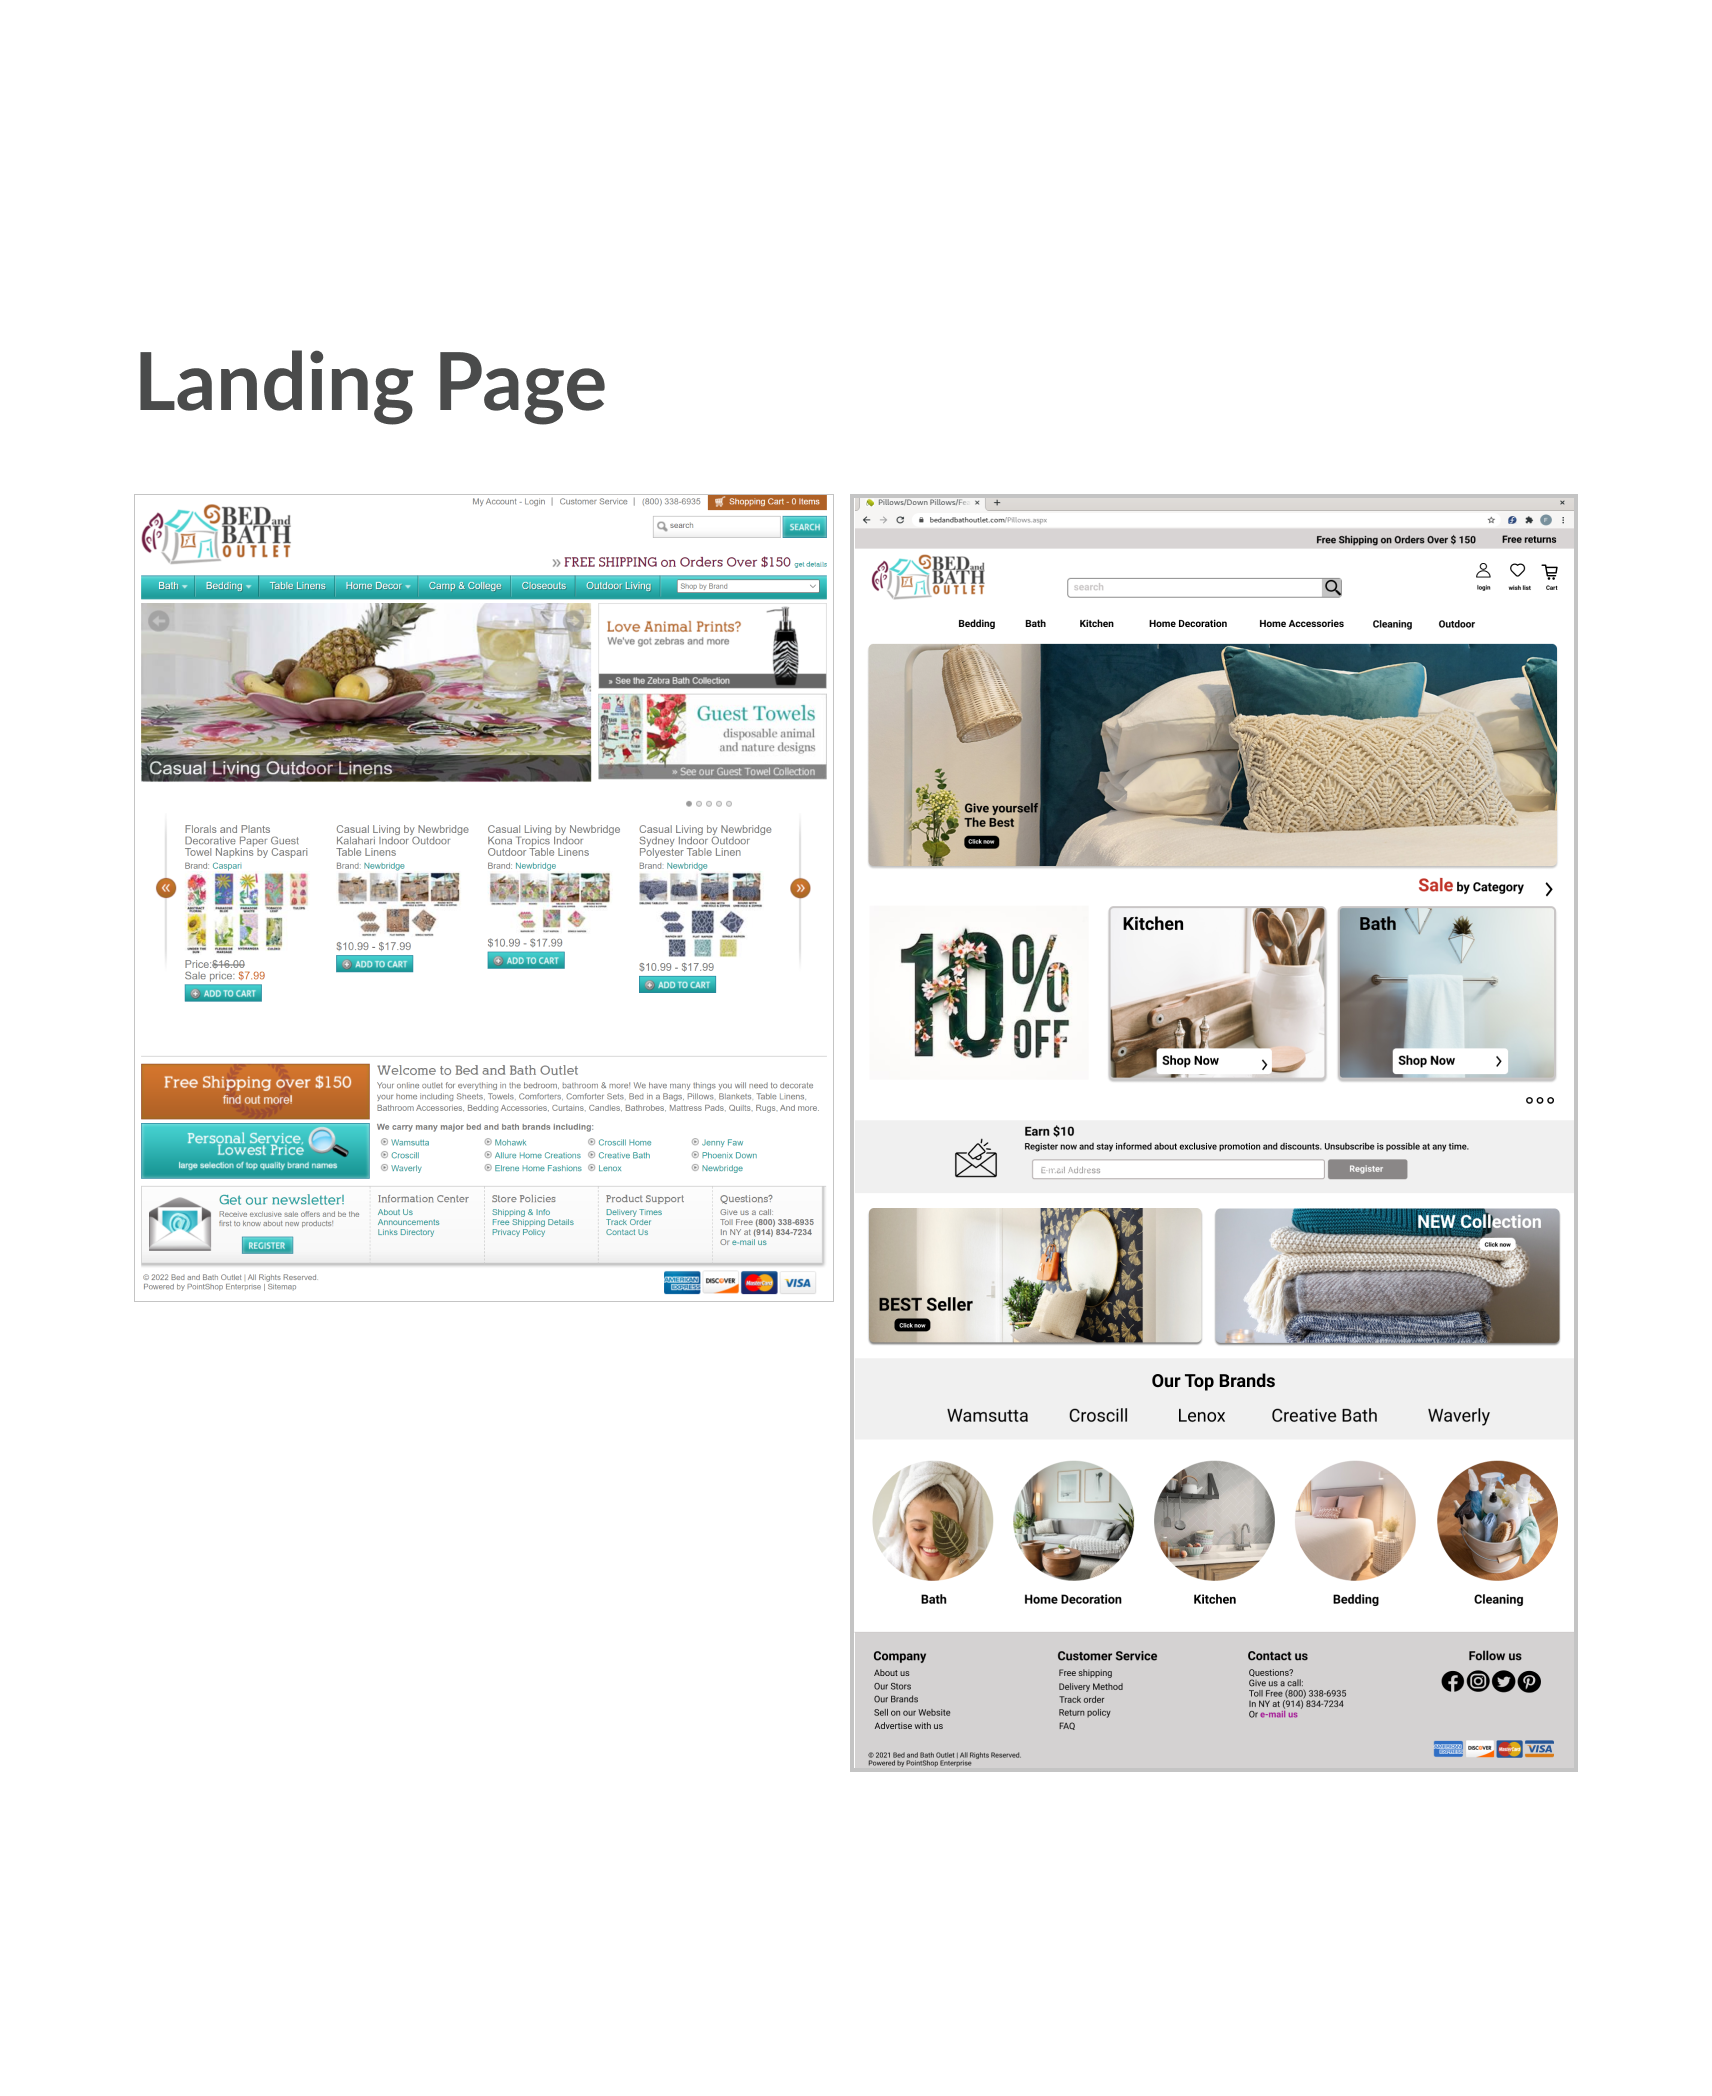 Landing Page
My Account - Login | Customer Service | (800) 338-6935
Shopping Cart - 0 Items
BED and
BATH
OUTLET
search
SEARCH
» FREE SHIPPING on Orders Over $150 get details
Bath
Bedding
Table Linens
Home Decor
Camp & College
Closeouts
Outdoor Living
Shop by Brand
Casual Living Outdoor Linens
Love Animal Prints?
We've got zebras and more
» See the Zebra Bath Collection
Guest Towels
disposable animal
and nature designs
» See our Guest Towel Collection
Florals and Plants
Decorative Paper Guest
Towel Napkins by Caspari
Brand: Caspari
Price:$16.00
Sale price: $7.99
ADD TO CART
Casual Living by Newbridge
Kalahari Indoor Outdoor
Table Linens
Brand: Newbridge
$10.99 - $17.99
ADD TO CART
Casual Living by Newbridge
Kona Tropics Indoor
Outdoor Table Linens
Brand: Newbridge
$10.99 - $17.99
ADD TO CART
Casual Living by Newbridge
Sydney Indoor Outdoor
Polyester Table Linen
Brand: Newbridge
$10.99 - $17.99
ADD TO CART
Free Shipping over $150
find out more!
Personal Service,
Lowest Price
large selection of top quality brand names
Welcome to Bed and Bath Outlet
Your online outlet for everything in the bedroom, bathroom & more! We have many things you will need to decorate
your home including Sheets, Towels, Comforters, Comforter Sets, Bed in a Bags, Pillows, Blankets, Table Linens,
Bathroom Accessories, Bedding Accessories, Curtains, Candles, Bathrobes, Mattress Pads, Quilts, Rugs, And more.
We carry many major bed and bath brands including:
Wamsutta
Mohawk
Croscill Home
Jenny Faw
Croscill
Allure Home Creations
Creative Bath
Phoenix Down
Waverly
Elrene Home Fashions
Lenox
Newbridge
Get our newsletter!
Receive exclusive sale offers and be the
first to know about new products!
REGISTER
Information Center
About Us
Announcements
Links Directory
Store Policies
Shipping & Info
Free Shipping Details
Privacy Policy
Product Support
Delivery Times
Track Order
Contact Us
Questions?
Give us a call:
Toll Free (800) 338-6935
In NY at (914) 834-7234
Or e-mail us
© 2022 Bed and Bath Outlet | All Rights Reserved.
Powered by PointShop Enterprise | Sitemap
AMERICAN EXPRESS
DISCOVER
MasterCard
VISA
Pillows/Down Pillows/Fe
bedandbathoutlet.com/Pillows.aspx
Free Shipping on Orders Over $ 150
Free returns
BED and
BATH
OUTLET
search
login
wish list
Cart
Bedding
Bath
Kitchen
Home Decoration
Home Accessories
Cleaning
Outdoor
Give yourself
The Best
Click now
Sale by Category
10% OFF
Kitchen
Shop Now
Bath
Shop Now
Earn $10
Register now and stay informed about exclusive promotion and discounts. Unsubscribe is possible at any time.
E-mail Address
Register
BEST Seller
Click now
NEW Collection
Click now
Our Top Brands
Wamsutta
Croscill
Lenox
Creative Bath
Waverly
Bath
Home Decoration
Kitchen
Bedding
Cleaning
Company
About us
Our Stors
Our Brands
Sell on our Website
Advertise with us
Customer Service
Free shipping
Delivery Method
Track order
Return policy
FAQ
Contact us
Questions?
Give us a call:
Toll Free (800) 338-6935
In NY at (914) 834-7234
Or e-mail us
Follow us
© 2021 Bed and Bath Outlet | All Rights Reserved.
Powered by PointShop Enterprise
AMERICAN EXPRESS
DISCOVER
MasterCard
VISA